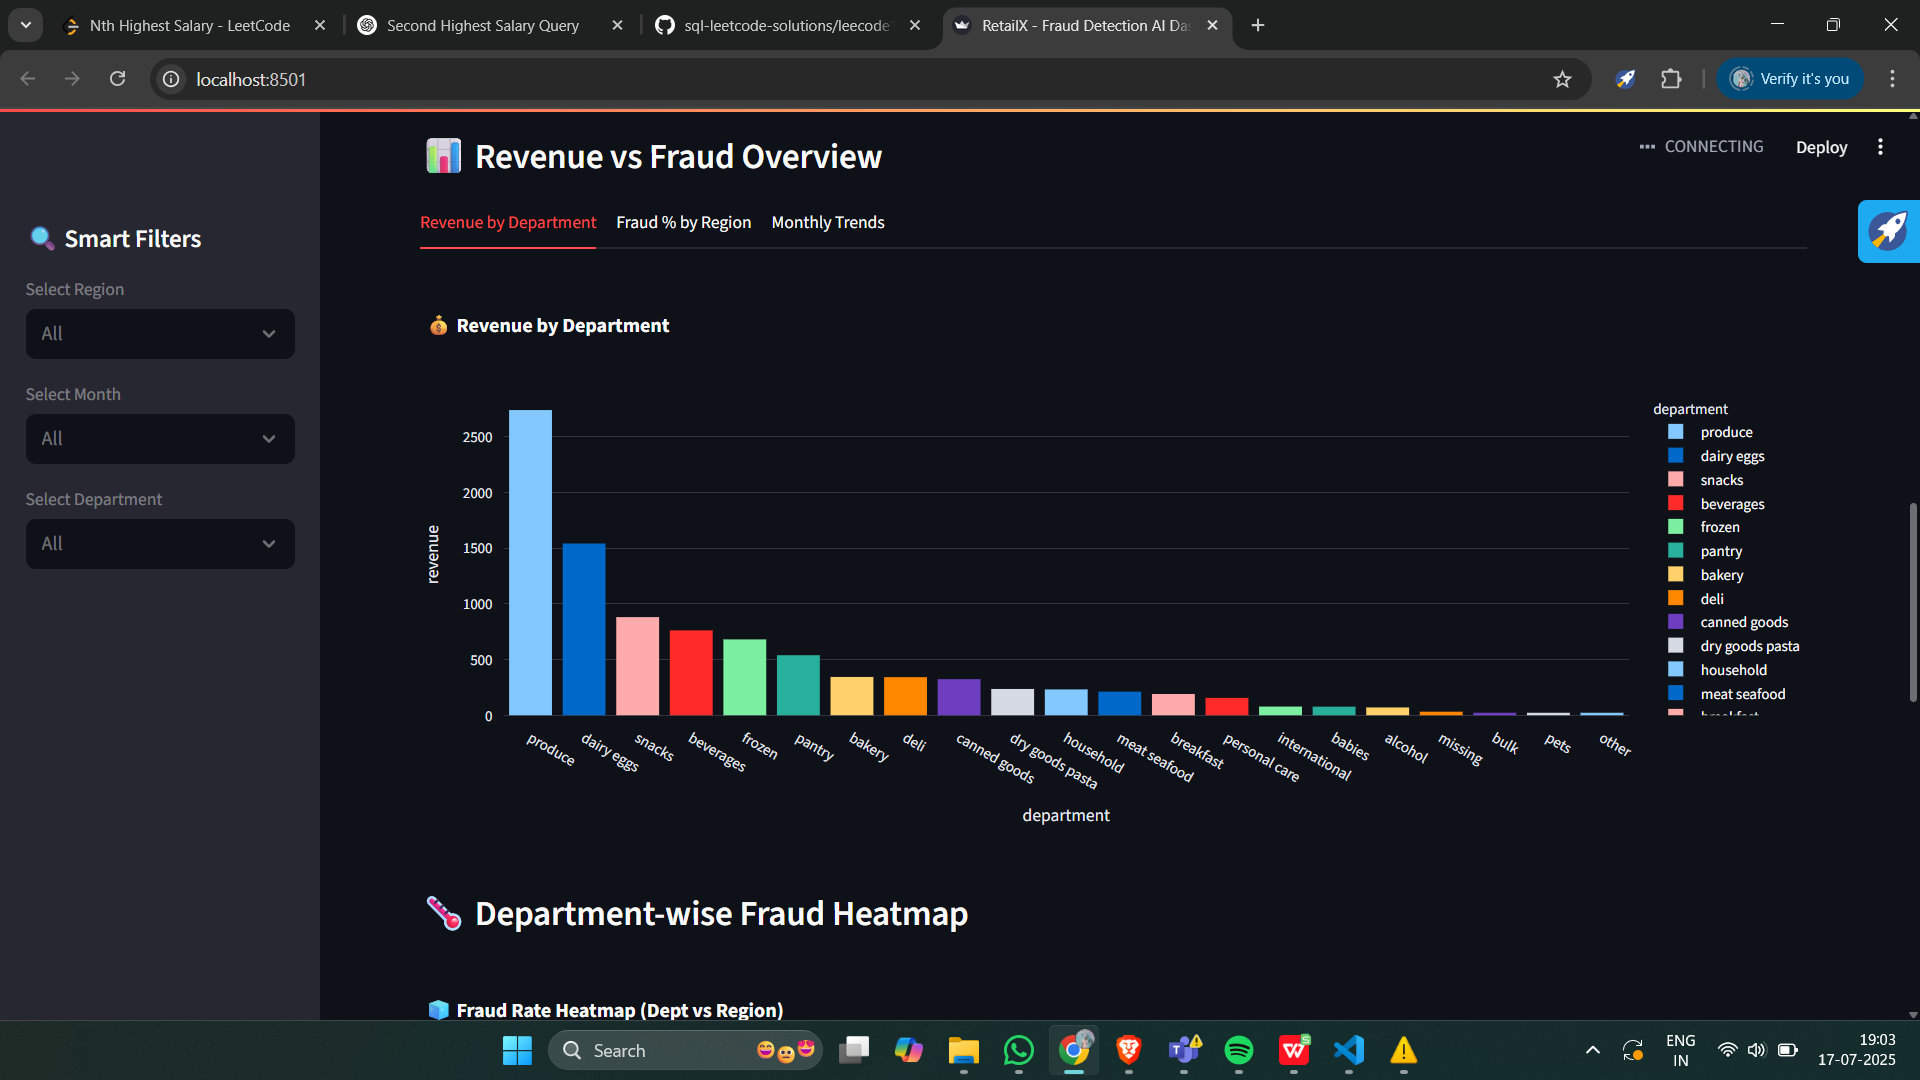 Nth Highest Salary - LeetCode
Second Highest Salary Query
sql-leetcode-solutions/leecode
RetailX - Fraud Detection AI Da
localhost:8501
Verify it's you
CONNECTING
Deploy
Smart Filters
Select Region
All
Select Month
All
Select Department
All
Revenue vs Fraud Overview
Revenue by Department
Fraud % by Region
Monthly Trends
Revenue by Department
revenue
2500
2000
1500
1000
500
0
produce
dairy eggs
snacks
beverages
frozen
pantry
bakery
deli
canned goods
dry goods pasta
household
meat seafood
breakfast
personal care
international
babies
alcohol
missing
bulk
pets
other
department
department
produce
dairy eggs
snacks
beverages
frozen
pantry
bakery
deli
canned goods
dry goods pasta
household
meat seafood
breakfast
Department-wise Fraud Heatmap
Fraud Rate Heatmap (Dept vs Region)
Search
ENG
IN
19:03
17-07-2025